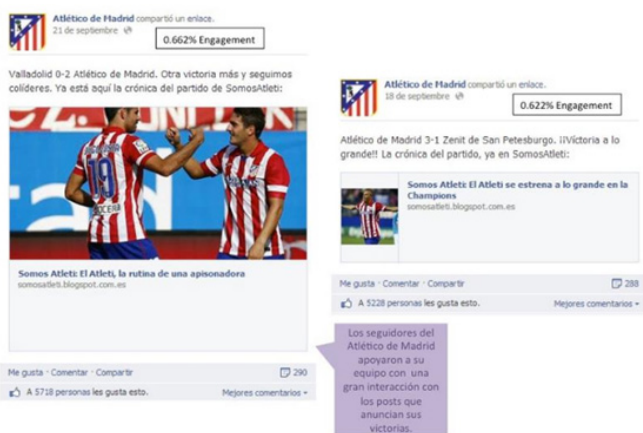 Atlético de Madrid compartió un enlace.
21 de septiembre
0.662% Engagement
Valladolid 0-2 Atlético de Madrid. Otra victoria más y seguimos
colíderes. Ya está aquí la crónica del partido de SomosAtleti:
19
Somos Atleti: El Atleti, la rutina de una apisonadora
somosatleti.blogspot.com.es
Me gusta · Comentar · Compartir
290
A 5718 personas les gusta esto.
Mejores comentarios
Atlético de Madrid compartió un enlace.
18 de septiembre
0.622% Engagement
Atlético de Madrid 3-1 Zenit de San Petesburgo. ¡¡Víctoria a lo
grande!! La crónica del partido, ya en SomosAtleti:
Somos Atleti: El Atleti se estrena a lo grande en la
Champions
somosatleti.blogspot.com.es
Me gusta · Comentar · Compartir
288
A 5228 personas les gusta esto.
Mejores comentarios
Los seguidores del
Atlético de Madrid
apoyaron a su
equipo con una
gran interacción con
los posts que
anuncian sus
victorias.